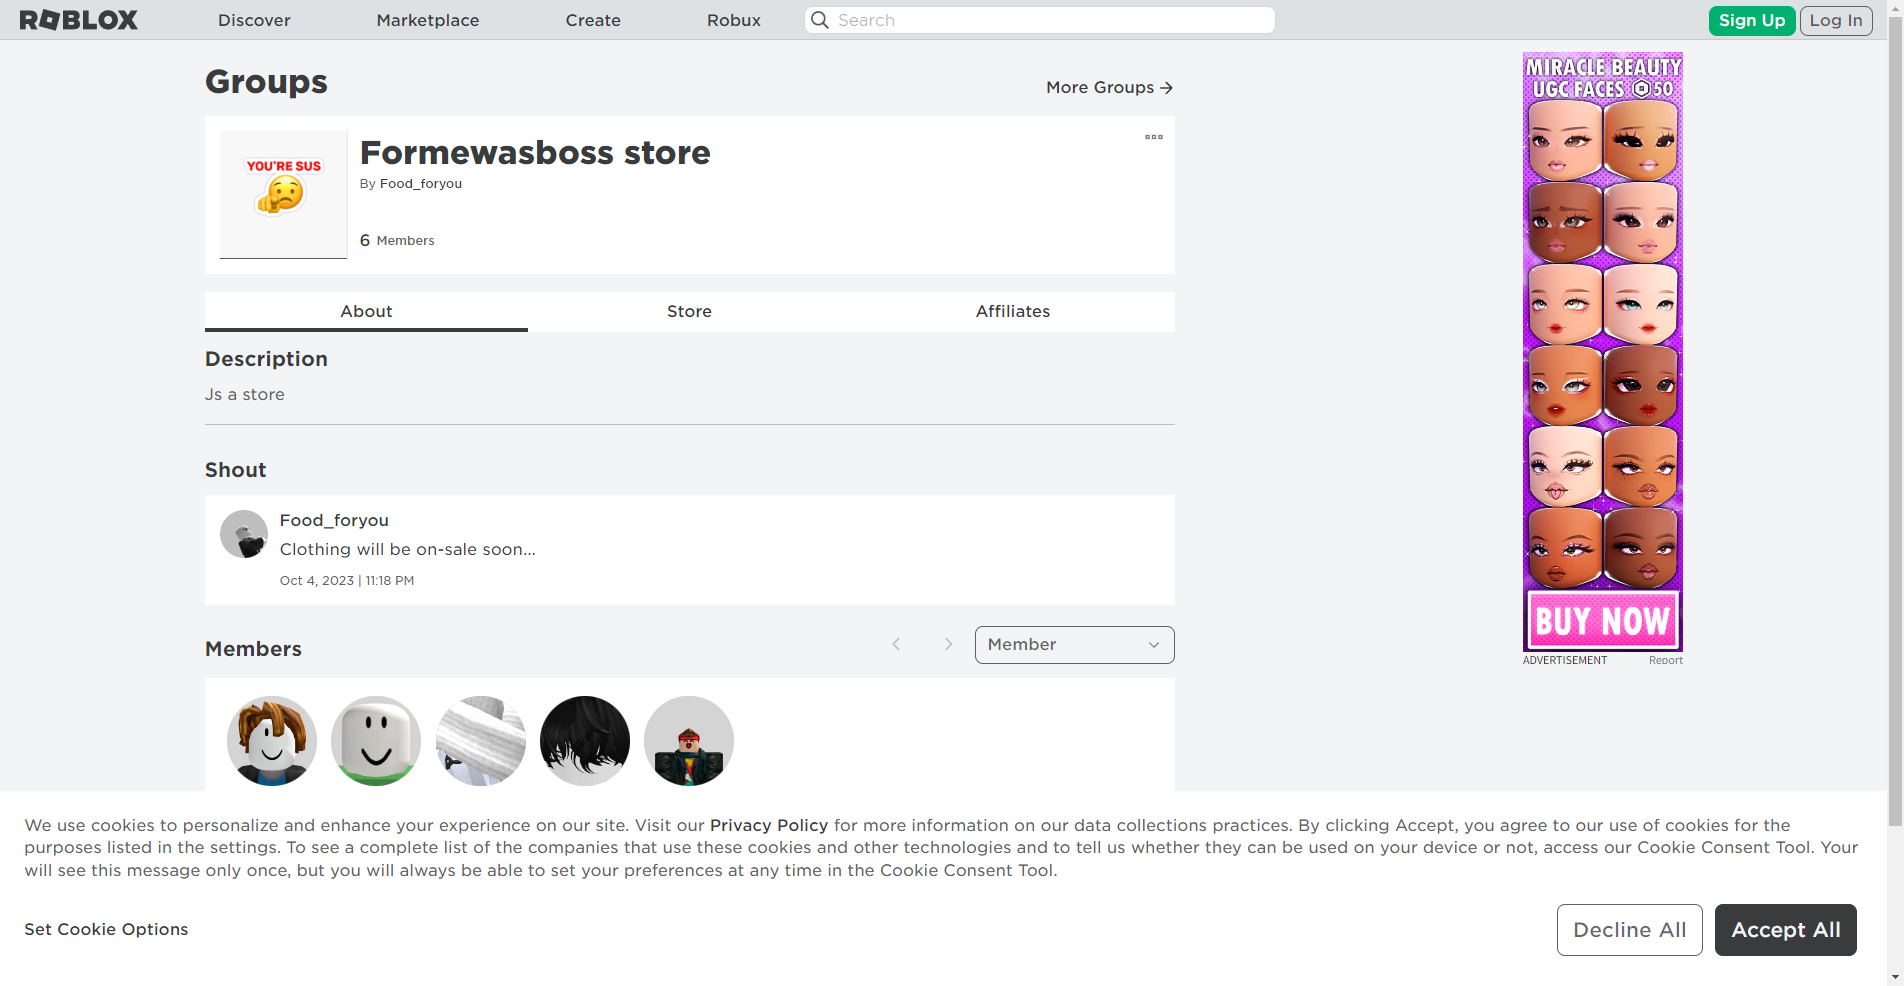 ROBLOX
Discover
Marketplace
Create
Robux
Search
Sign Up
Log In
Groups
More Groups →
YOU'RE SUS
Formewasboss store
By Food_foryou
6 Members
About
Store
Affiliates
Description
Js a store
Shout
Food_foryou
Clothing will be on-sale soon...
Oct 4, 2023 | 11:18 PM
Members
Member
MIRACLE BEAUTY
UGC FACES 50
BUY NOW
ADVERTISEMENT
Report
We use cookies to personalize and enhance your experience on our site. Visit our Privacy Policy for more information on our data collections practices. By clicking Accept, you agree to our use of cookies for the
purposes listed in the settings. To see a complete list of the companies that use these cookies and other technologies and to tell us whether they can be used on your device or not, access our Cookie Consent Tool. Your
will see this message only once, but you will always be able to set your preferences at any time in the Cookie Consent Tool.
Set Cookie Options
Decline All
Accept All